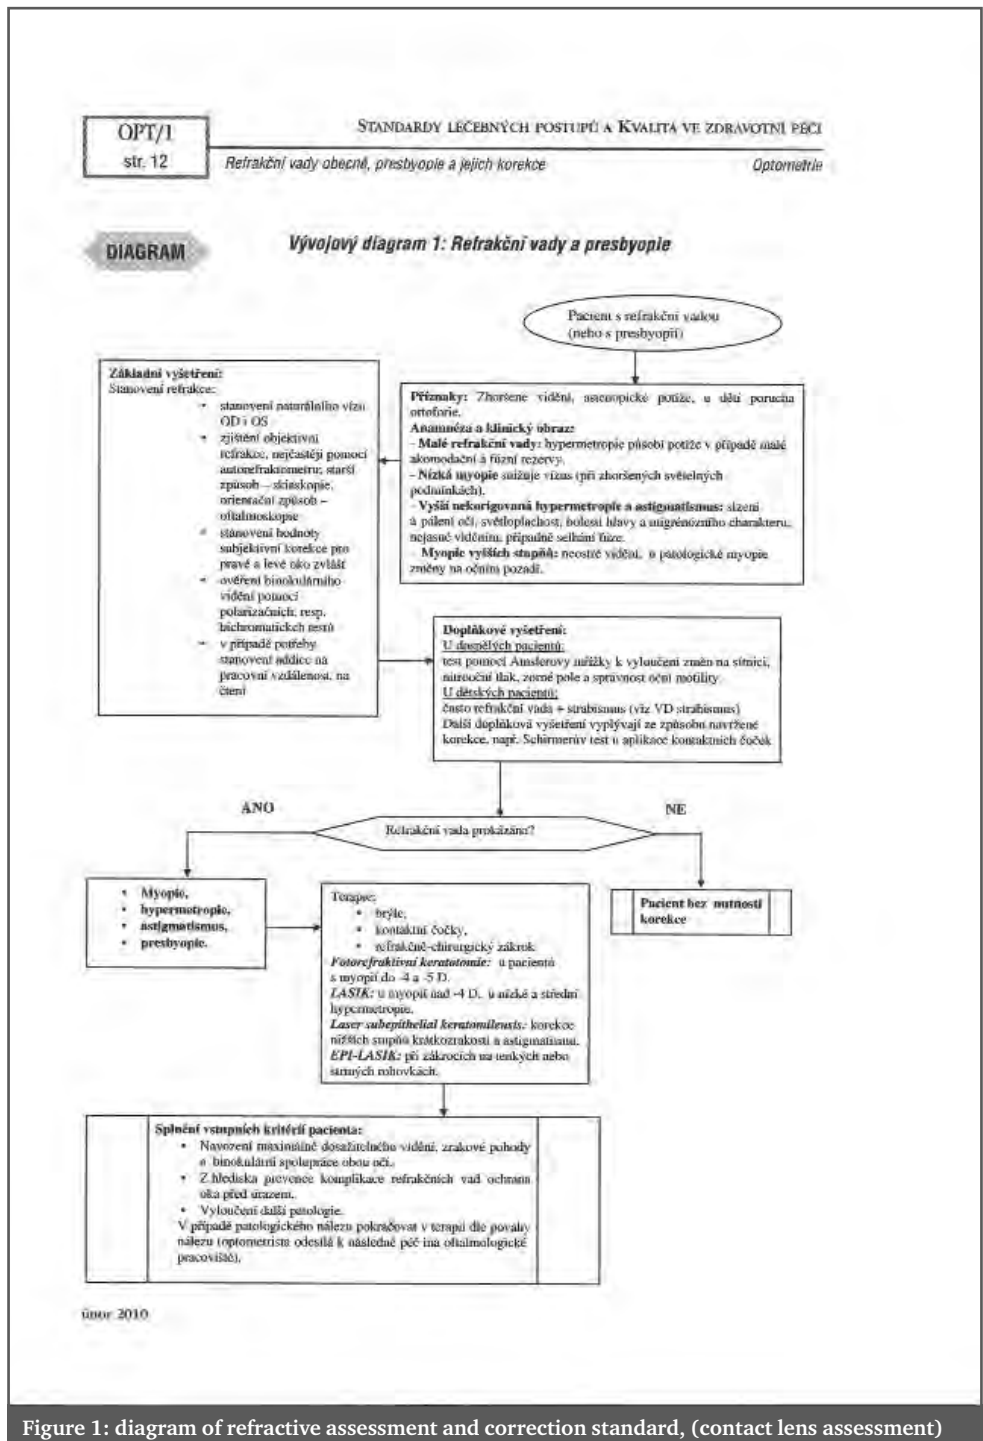 OPT/1
str. 12
STANDARDY LÉČEBNÝCH POSTUPŮ A KVALITA VE ZDRAVOTNÍ PÉČI
Refrakční vady obecně, presbyopie a jejich korekce
Optometrie
DIAGRAM
Vývojový diagram 1: Refrakční vady a presbyopie
Pacient s refrakční vadou
(nebo s presbyopií)
Příznaky: Zhoršené vidění, astenopické potíže, u dětí porucha
ortoforie.
Anamnéza a klinický obraz:
- Malé refrakční vady: hypermetropie působí potíže v případě malé
akomodační a fúzní rezervy.
- Nízká myopie snižuje vizus (při zhoršených světelných
podmínkách).
- Vyšší nekorigovaná hypermetropie a astigmatismus: slzení
a pálení očí, světloplachost, bolesti hlavy a migrénózního charakteru,
nejasné viděním, případně selhání fúze.
- Myopie vyšších stupňů: neostré vidění, u patologické myopie
změny na očním pozadí.
Základní vyšetření:
Stanovení refrakce:
- stanovení naturálního vizu
OD i OS
- zjištění objektivní
refrakce, nejčastěji pomocí
autorefraktometru; starší
způsob – skiaskopie,
orientační způsob –
oftalmoskopie
- stanovení hodnoty
subjektivní korekce pro
pravé a levé oko zvlášť
- ověření binokulárního
vidění pomocí
polarizačních, resp.
bichromatickch testů
- v případě potřeby
stanovení addice na
pracovní vzdálenost, na
čtení
Doplňkové vyšetření:
U dospělých pacientů:
test pomocí Amslerovy mřížky k vyloučení změn na sítnici,
nitrooční tlak, zorné pole a správnost oční motility
U dětských pacientů:
často refrakční vada + strabismus (viz VD strabismus)
Další doplňková vyšetření vyplývají ze způsobu navržené
korekce, např. Schirmerův test u aplikace kontaktních čoček
ANO
NE
Refrakční vada prokázána?
• Myopie,
• hypermetropie,
• astigmatismus,
• presbyopie.
Terapie:
• brýle,
• kontaktní čočky,
• refrakčně-chirurgický zákrok
Fotorefraktivní keratotomie: u pacientů
s myopií do -4 a -5 D.
LASIK: u myopií nad -4 D, u nízké a střední
hypermetropie.
Laser subepithelial keratomileusis: korekce
nižších stupňů krátkozrakosti a astigmatismu.
EPI-LASIK: při zákrocích na tenkých nebo
strmých rohovkách.
Pacient bez nutnosti
korekce
Splnění vstupních kritérií pacienta:
• Navození maximálně dosažitelného vidění, zrakové pohody
a binokulární spolupráce obou očí.
• Z hlediska prevence komplikace refrakčních vad ochrana
oka před úrazem.
• Vyloučení další patologie.
V případě patologického nálezu pokračovat v terapii dle povahy
nálezu (optometrista odesílá k následné péč ina oftalmologické
pracoviště).
únor 2010
Figure 1: diagram of refractive assessment and correction standard, (contact lens assessment)